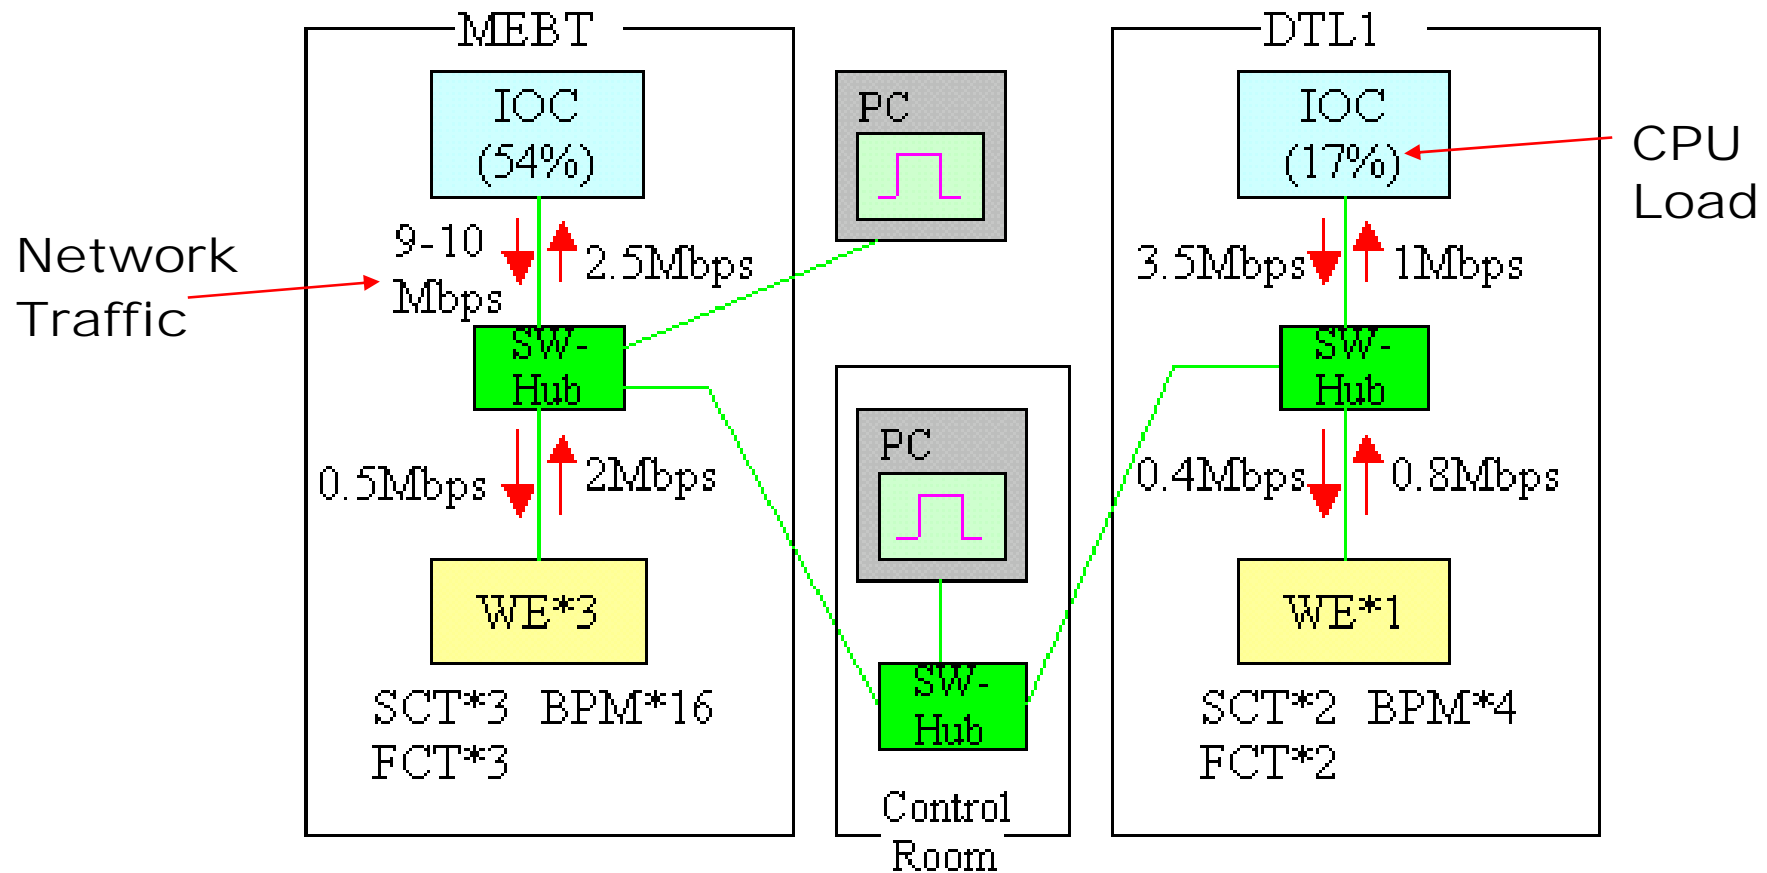 MEBT
IOC
(54%)
9-10
Mbps
2.5Mbps
Network
Traffic
SW-
Hub
0.5Mbps
2Mbps
WE*3
SCT*3 BPM*16
FCT*3
PC
PC
SW-
Hub
Control
Room
DTL1
IOC
(17%)
CPU
Load
3.5Mbps
1Mbps
SW-
Hub
0.4Mbps
0.8Mbps
WE*1
SCT*2 BPM*4
FCT*2